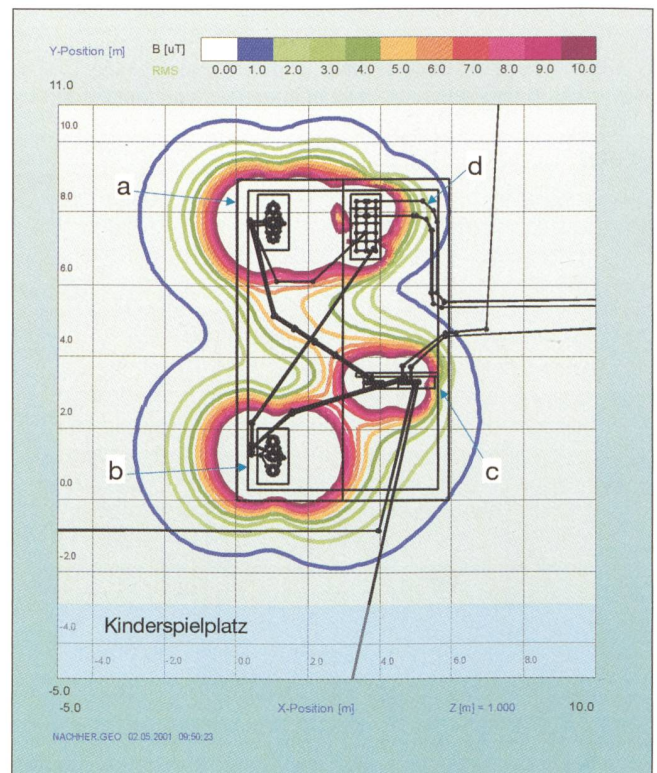 Y-Position [m] B [uT]
RMS 0.00 1.0 2.0 3.0 4.0 5.0 6.0 7.0 8.0 9.0 10.0
11.0
10.0
a
d
8.0
6.0
4.0
2.0
b
c
0.0
-2.0
Kinderspielplatz
-4.0
-4.0 -2.0 0.0 2.0 4.0 6.0 8.0
-5.0
-5.0 X-Position [m] Z [m] = 1.000 10.0
NACHHER.GEO 02.05.2001 09:50:23